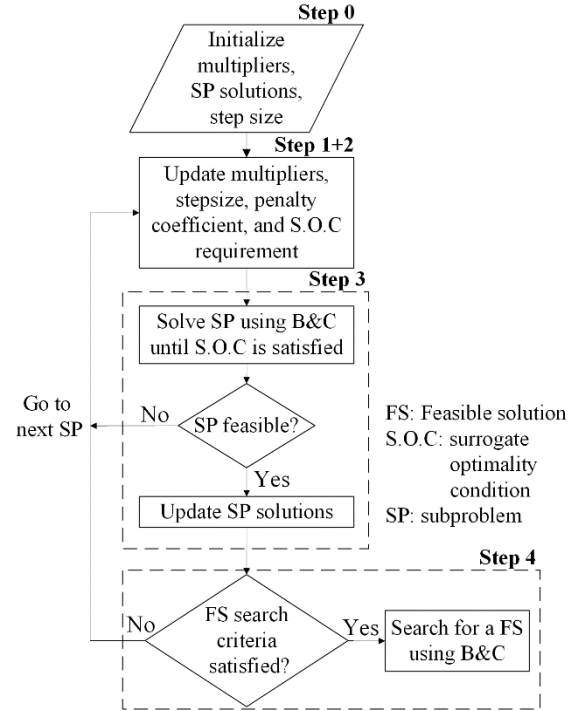 Step 0
Initialize
multipliers,
SP solutions,
step size
Step 1+2
Update multipliers,
stepsize, penalty
coefficient, and S.O.C
requirement
Step 3
Solve SP using B&C
until S.O.C is satisfied
Go to
next SP
No
SP feasible?
Yes
Update SP solutions
FS: Feasible solution
S.O.C: surrogate
optimality
condition
SP: subproblem
Step 4
No
FS search
criteria
satisfied?
Yes
Search for a FS
using B&C